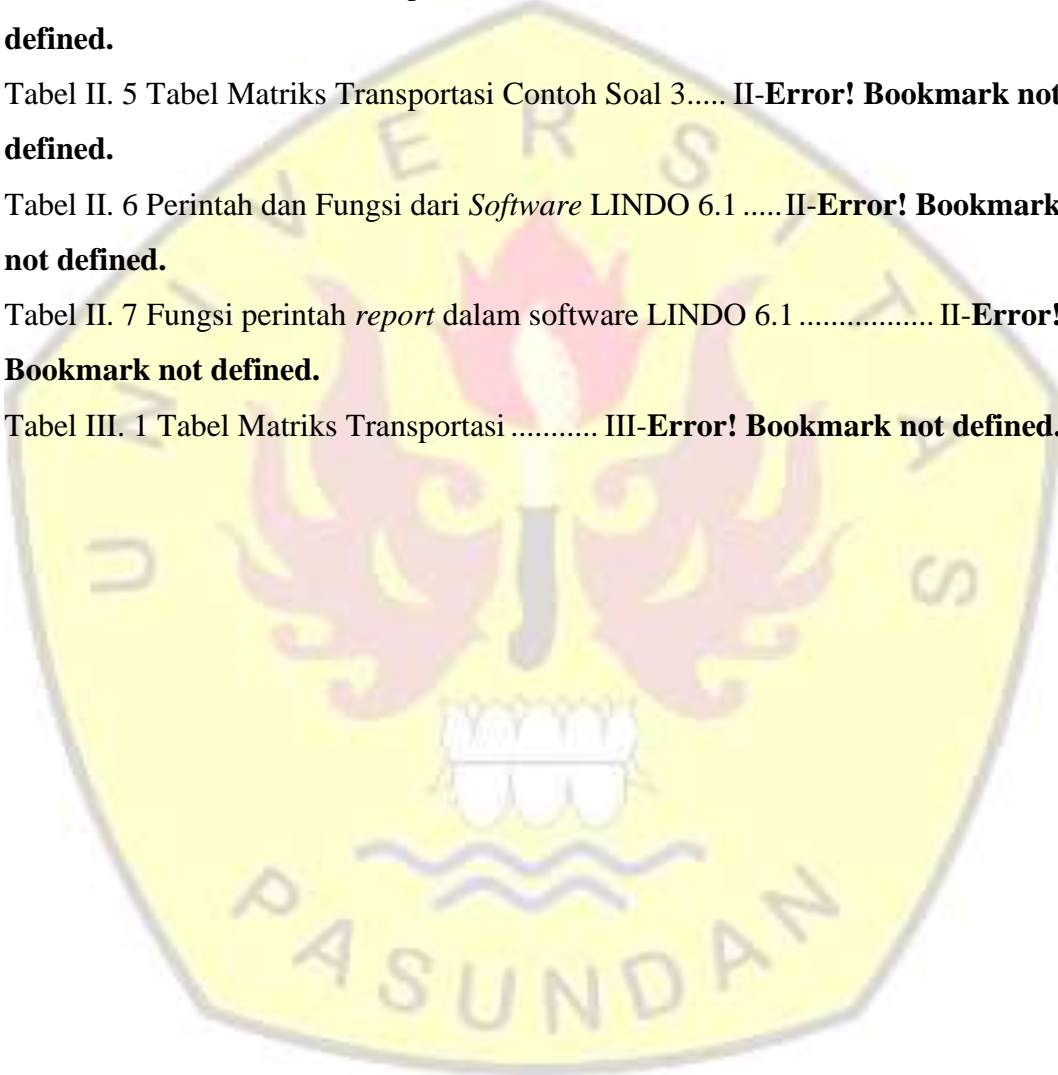 defined.
Tabel II. 5 Tabel Matriks Transportasi Contoh Soal 3..... II-Error! Bookmark not
defined.
Tabel II. 6 Perintah dan Fungsi dari Software LINDO 6.1 ..... II-Error! Bookmark
not defined.
Tabel II. 7 Fungsi perintah report dalam software LINDO 6.1 ................. II-Error!
Bookmark not defined.
Tabel III. 1 Tabel Matriks Transportasi ........... III-Error! Bookmark not defined.
UNIVERSITAS
PASUNDAN